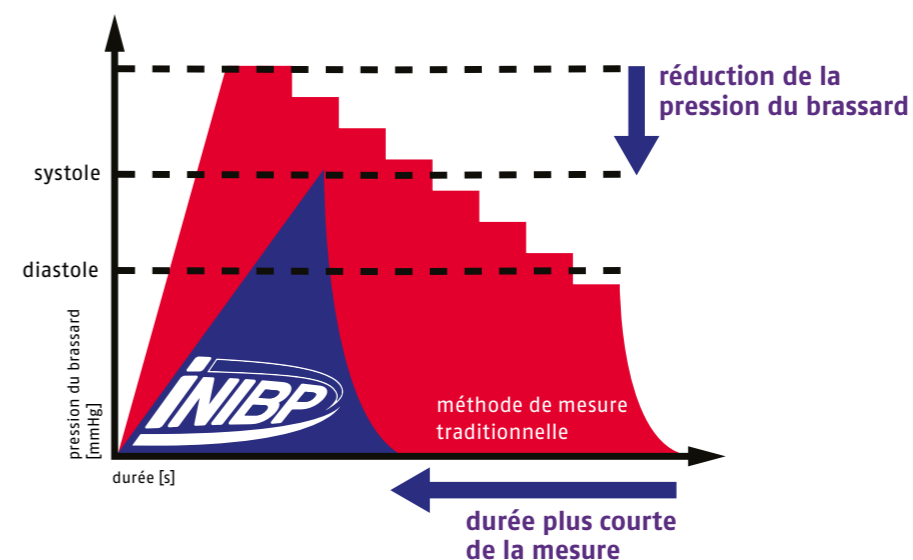 réduction de la
pression du brassard
systole
diastole
pression du brassard
[mmHg]
iNIBP
méthode de mesure
traditionnelle
durée [s]
durée plus courte
de la mesure